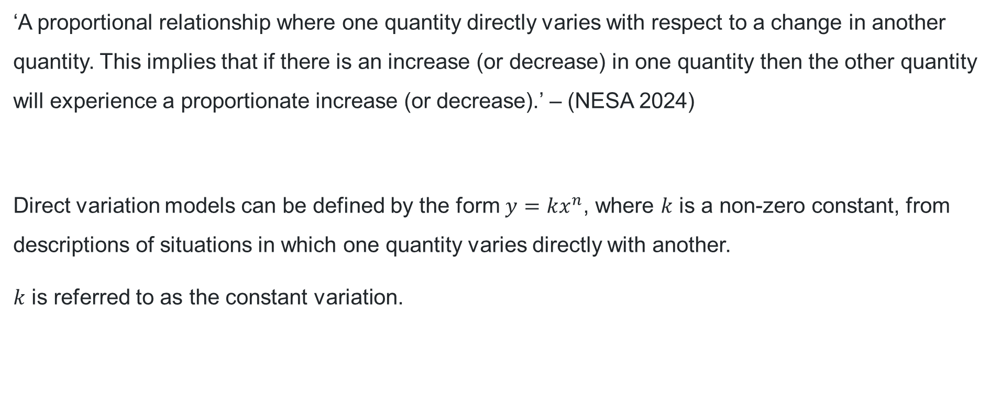 ‘A proportional relationship where one quantity directly varies with respect to a change in another
quantity. This implies that if there is an increase (or decrease) in one quantity then the other quantity
will experience a proportionate increase (or decrease).’ – (NESA 2024)
Direct variation models can be defined by the form 𝑦 = 𝑘𝑥ⁿ, where 𝑘 is a non-zero constant, from
descriptions of situations in which one quantity varies directly with another.
𝑘 is referred to as the constant variation.